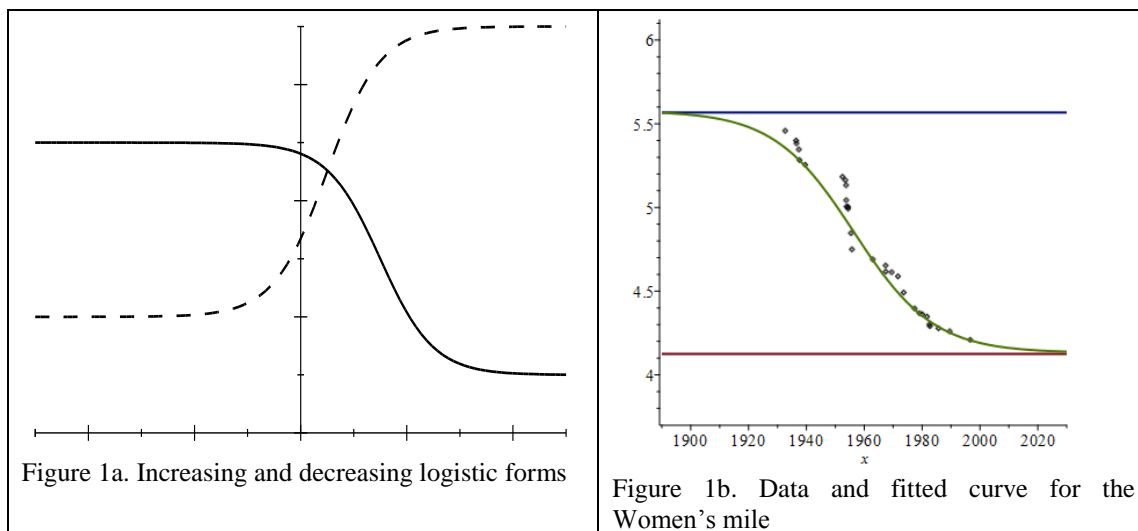 Figure 1a. Increasing and decreasing logistic forms
6
5.5
5
4.5
4
1900 1920 1940 1960 1980 2000 2020
x
Figure 1b. Data and fitted curve for the
Women’s mile